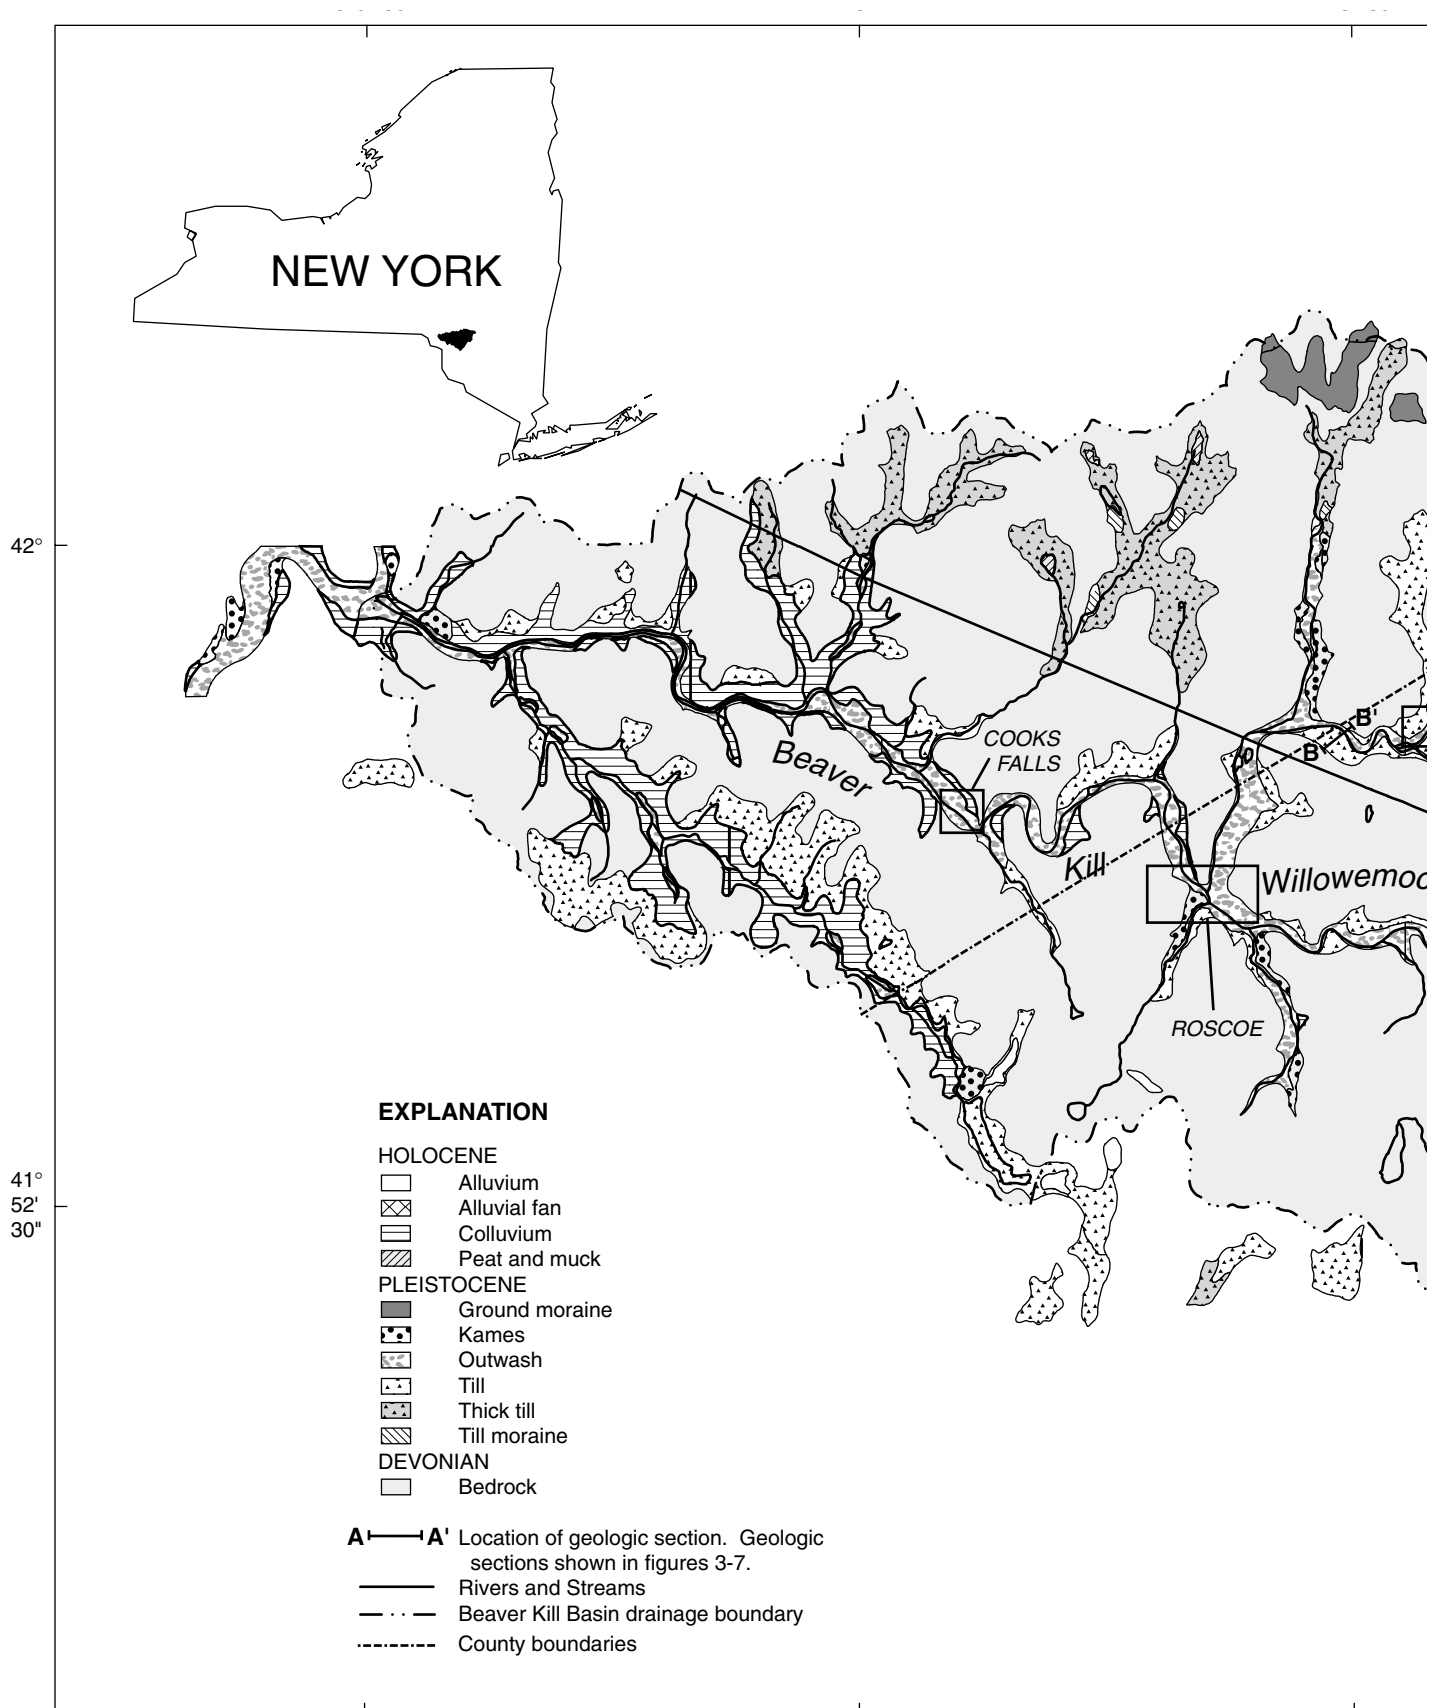 NEW YORK
42°
B'
B
COOKS
FALLS
Beaver
Kill
Willowemoc
ROSCOE
EXPLANATION
HOLOCENE
Alluvium
Alluvial fan
Colluvium
Peat and muck
PLEISTOCENE
Ground moraine
Kames
Outwash
Till
Thick till
Till moraine
DEVONIAN
Bedrock
41°
52'
30"
A A' Location of geologic section. Geologic
sections shown in figures 3-7.
Rivers and Streams
Beaver Kill Basin drainage boundary
County boundaries